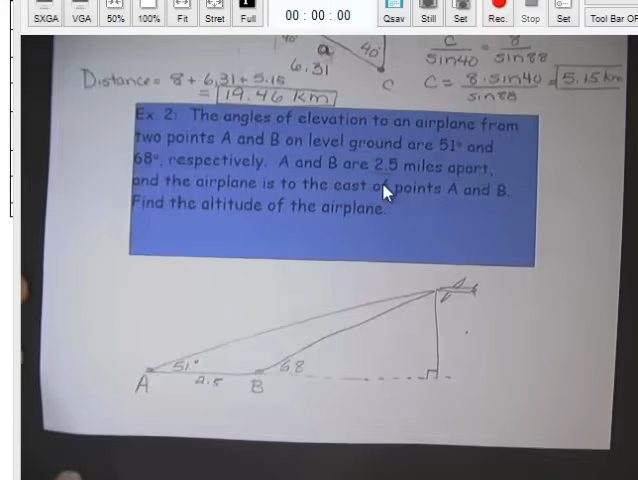 SXGA VGA 50% 100% Fit Stret Full 00 : 00 : 00 Qsav Still Set Rec. Stop Set Tool Bar OF
a 40° C/sin40 = 8/sin88
6.31 C
Distance = 8 + 6.31 + 5.15 C = 8·sin40/sin88 = 5.15 km
= 19.46 km
Ex. 2: The angles of elevation to an airplane from
two points A and B on level ground are 51° and
68°, respectively. A and B are 2.5 miles apart,
and the airplane is to the east of points A and B.
Find the altitude of the airplane.
51° 68
A 2.5 B